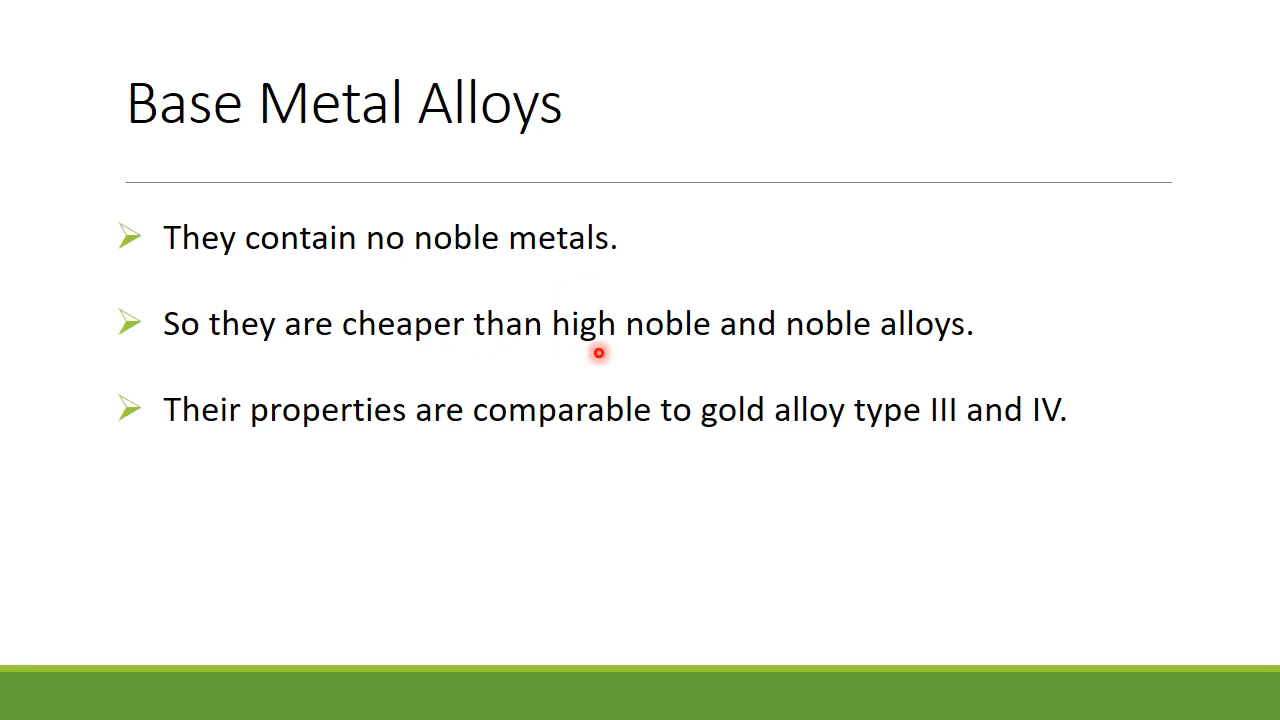 Base Metal Alloys
They contain no noble metals.
So they are cheaper than high noble and noble alloys.
Their properties are comparable to gold alloy type III and IV.